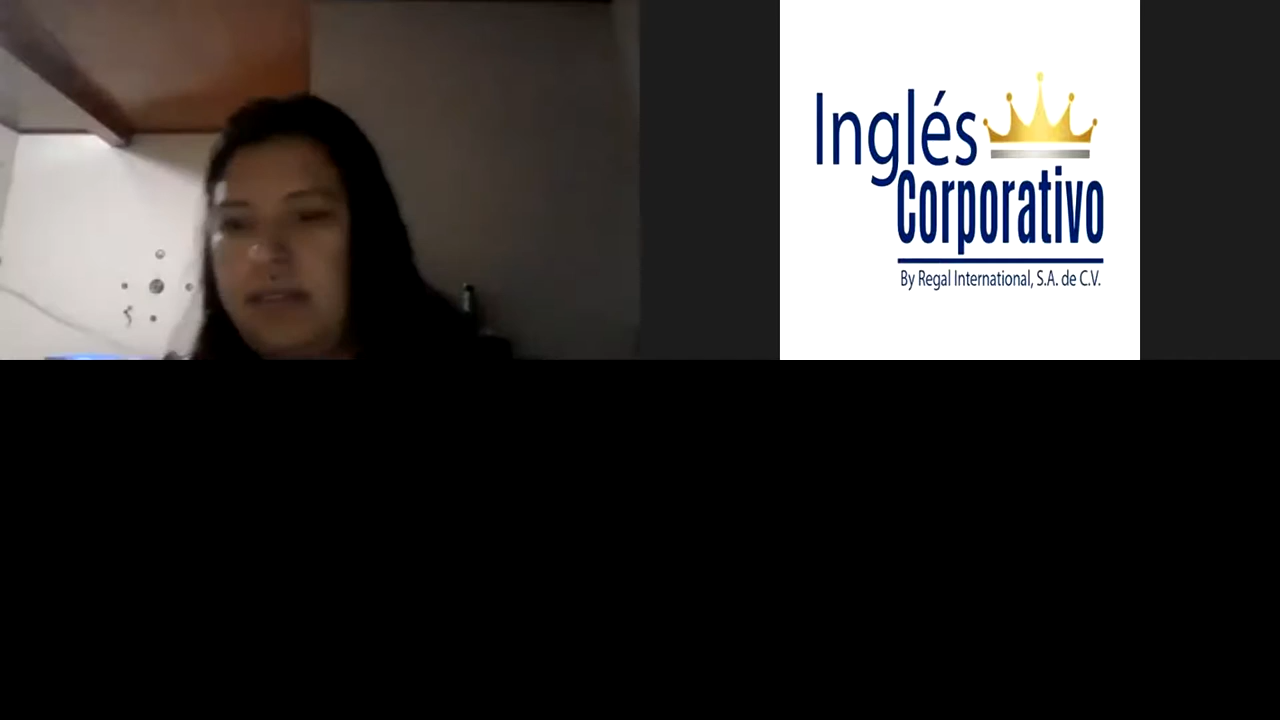 Inglés
Corporativo
By Regal International, S.A. de C.V.